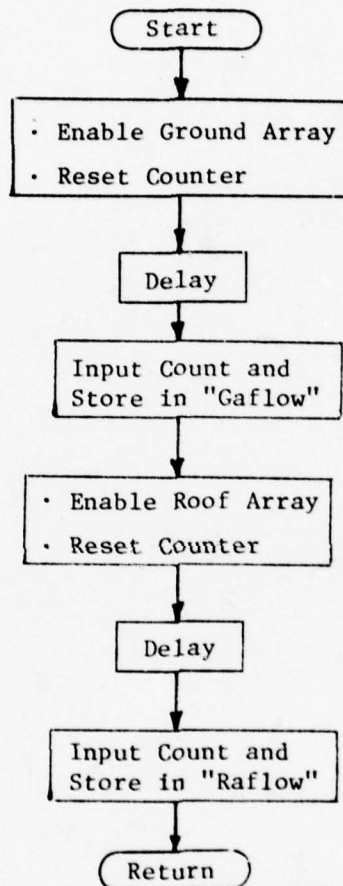 Start
· Enable Ground Array
· Reset Counter
Delay
Input Count and
Store in "Gaflow"
· Enable Roof Array
· Reset Counter
Delay
Input Count and
Store in "Raflow"
Return